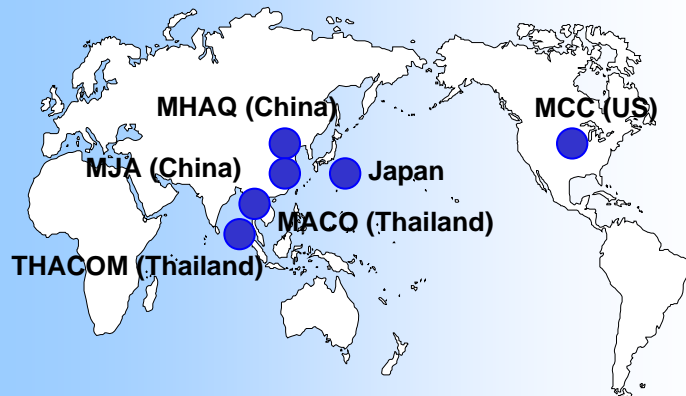 MHAQ (China)
MCC (US)
MJA (China)
Japan
MACO (Thailand)
THACOM (Thailand)